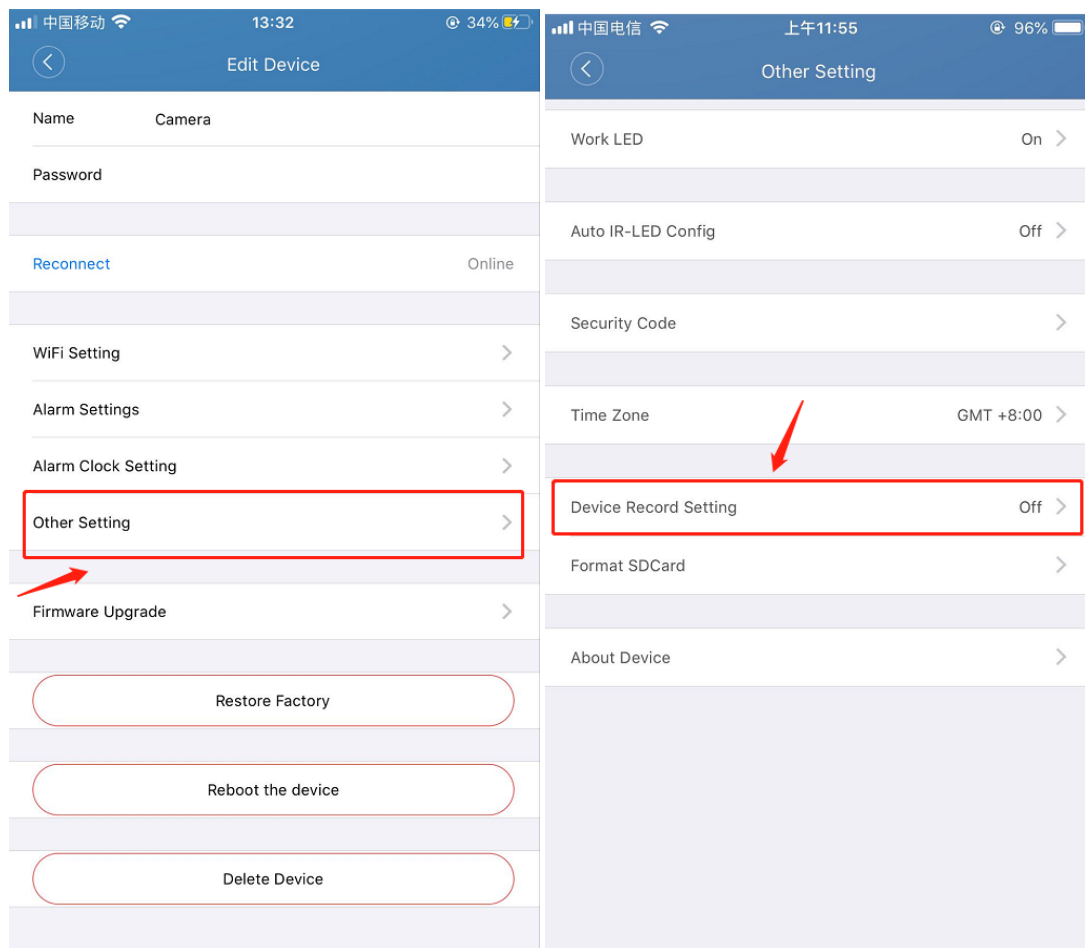 中国移动 13:32 34%
Edit Device
Name Camera
Password
Reconnect Online
WiFi Setting
Alarm Settings
Alarm Clock Setting
Other Setting
Firmware Upgrade
Restore Factory
Reboot the device
Delete Device
中国电信 上午11:55 96%
Other Setting
Work LED On
Auto IR-LED Config Off
Security Code
Time Zone GMT +8:00
Device Record Setting Off
Format SDCard
About Device